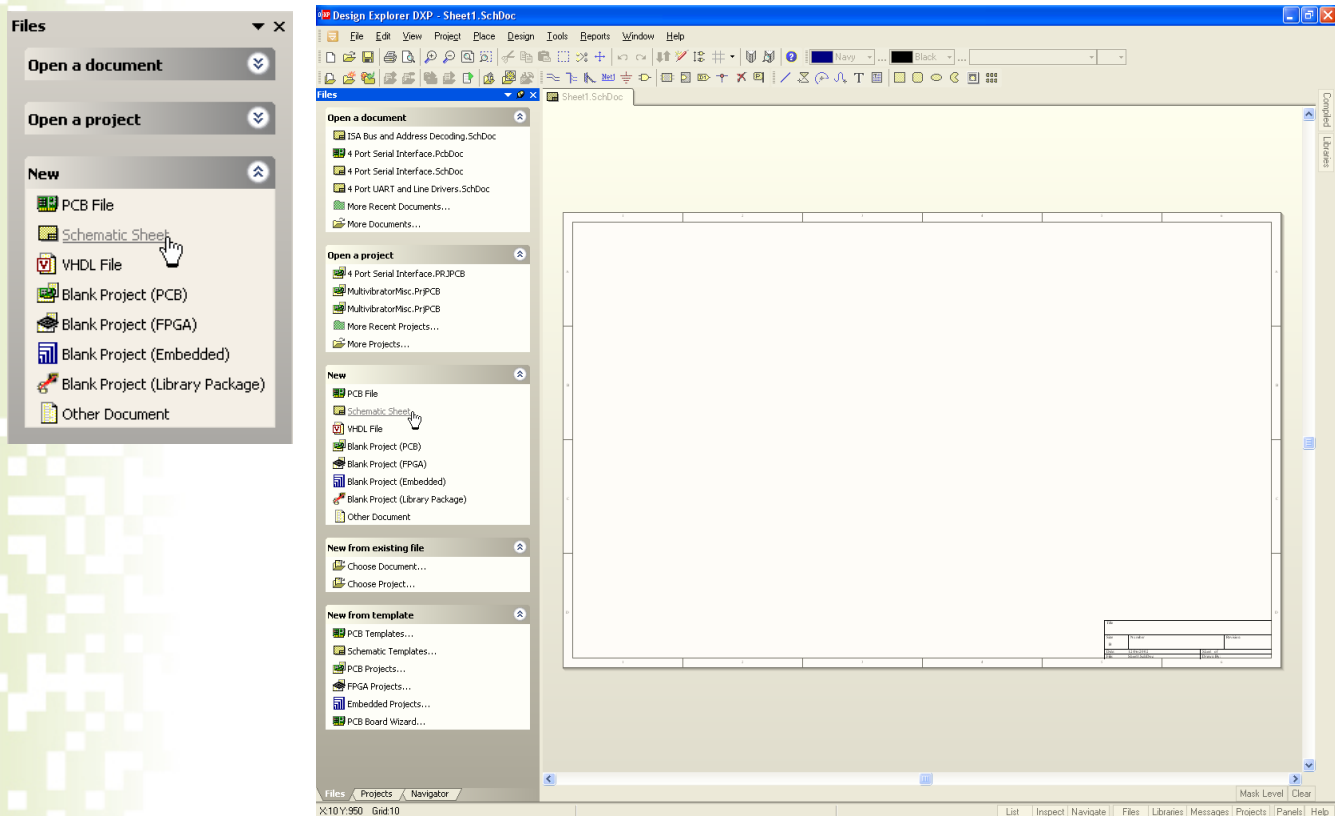 Files
Open a document
Open a project
New
PCB File
Schematic Sheet
VHDL File
Blank Project (PCB)
Blank Project (FPGA)
Blank Project (Embedded)
Blank Project (Library Package)
Other Document
Design Explorer DXP - Sheet1.SchDoc
File Edit View Project Place Design Tools Reports Window Help
Navy ... Black ...
Files
Sheet1.SchDoc
Open a document
ISA Bus and Address Decoding.SchDoc
4 Port Serial Interface.PcbDoc
4 Port Serial Interface.SchDoc
4 Port UART and Line Drivers.SchDoc
More Recent Documents...
More Documents...
Open a project
4 Port Serial Interface.PRJPCB
MultivibratorMisc.PrjPCB
MultivibratorMisc.PrjPCB
More Recent Projects...
More Projects...
New
PCB File
Schematic Sheet
VHDL File
Blank Project (PCB)
Blank Project (FPGA)
Blank Project (Embedded)
Blank Project (Library Package)
Other Document
New from existing file
Choose Document...
Choose Project...
New from template
PCB Templates...
Schematic Templates...
PCB Projects...
FPGA Projects...
Embedded Projects...
PCB Board Wizard...
Compiled
Libraries
Title
Files Projects Navigator
Mask Level Clear
X:10 Y:950 Grid:10
List Inspect Navigate Files Libraries Messages Projects Panels Help